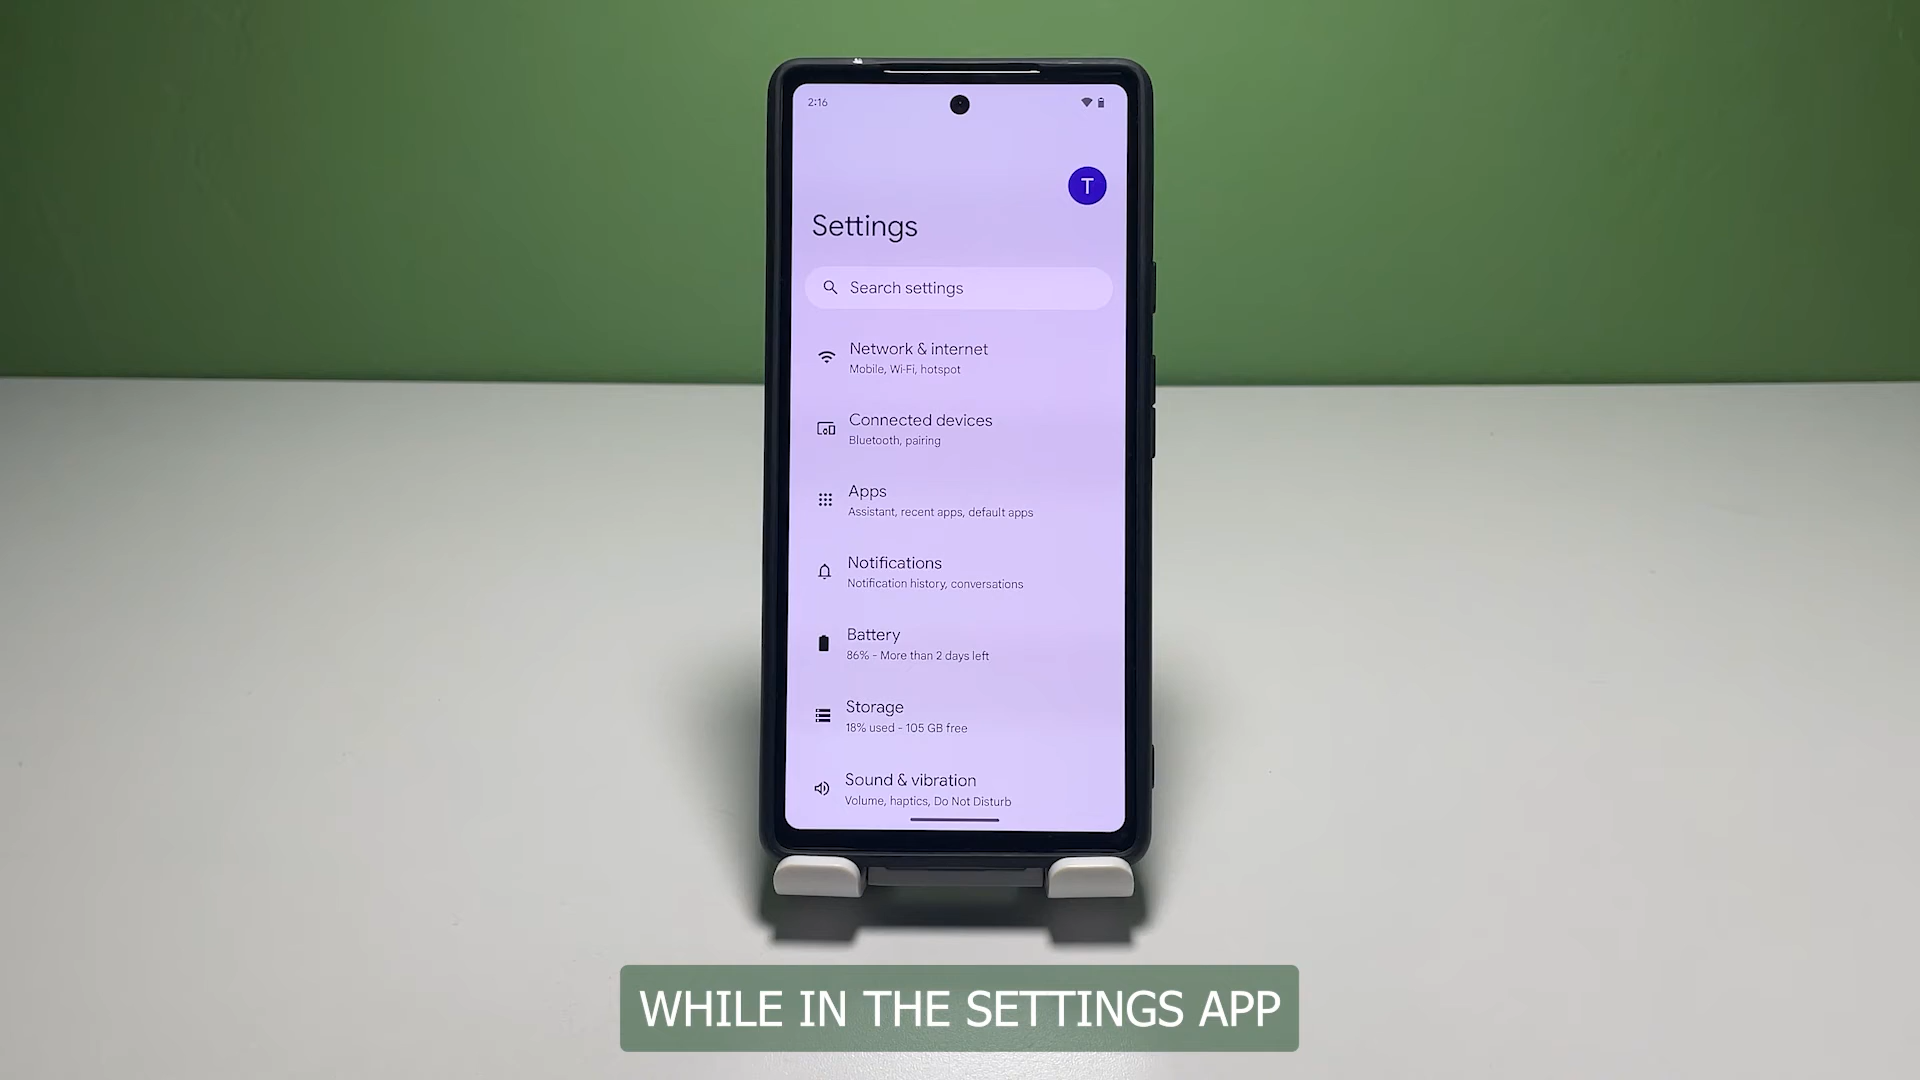 2:16
T
Settings
Search settings
Network & internet
Mobile, Wi-Fi, hotspot
Connected devices
Bluetooth, pairing
Apps
Assistant, recent apps, default apps
Notifications
Notification history, conversations
Battery
86% - More than 2 days left
Storage
18% used - 105 GB free
Sound & vibration
Volume, haptics, Do Not Disturb
WHILE IN THE SETTINGS APP